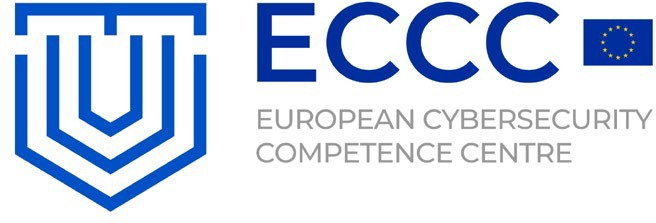 ECCC
EUROPEAN CYBERSECURITY
COMPETENCE CENTRE